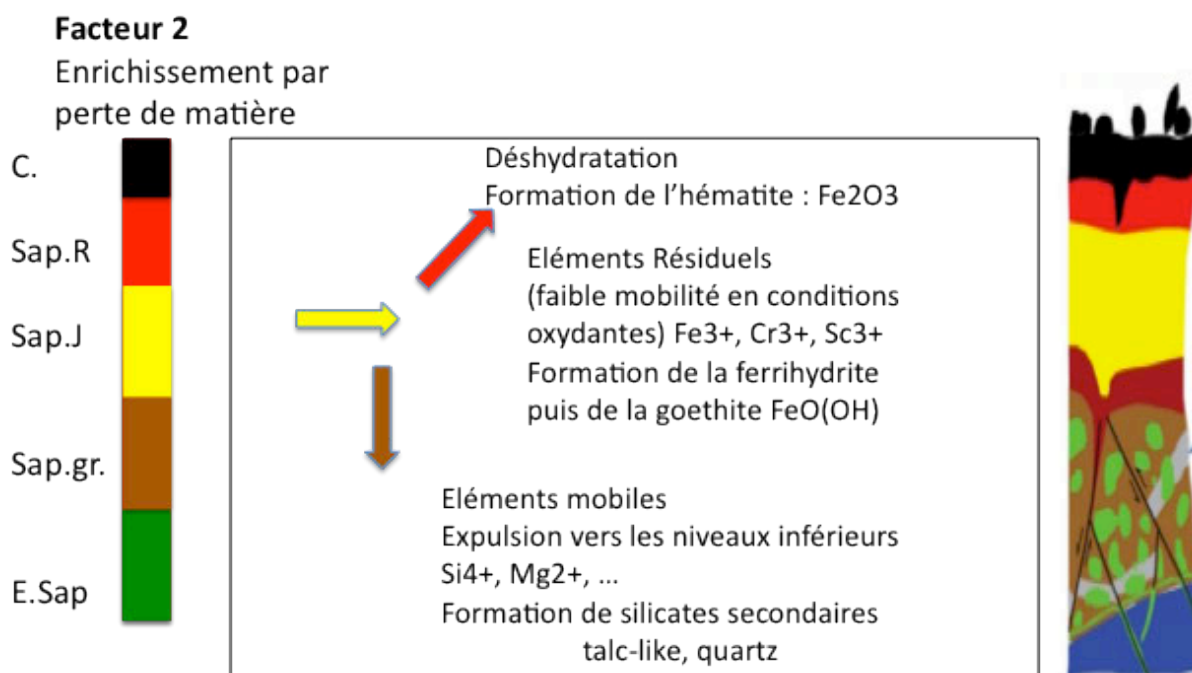 Facteur 2
Enrichissement par
perte de matière
C.
Sap.R
Sap.J
Sap.gr.
E.Sap
Déshydratation
Formation de l'hématite : Fe2O3
Eléments Résiduels
(faible mobilité en conditions
oxydantes) Fe3+, Cr3+, Sc3+
Formation de la ferrihydrite
puis de la goethite FeO(OH)
Eléments mobiles
Expulsion vers les niveaux inférieurs
Si4+, Mg2+, ...
Formation de silicates secondaires
talc-like, quartz